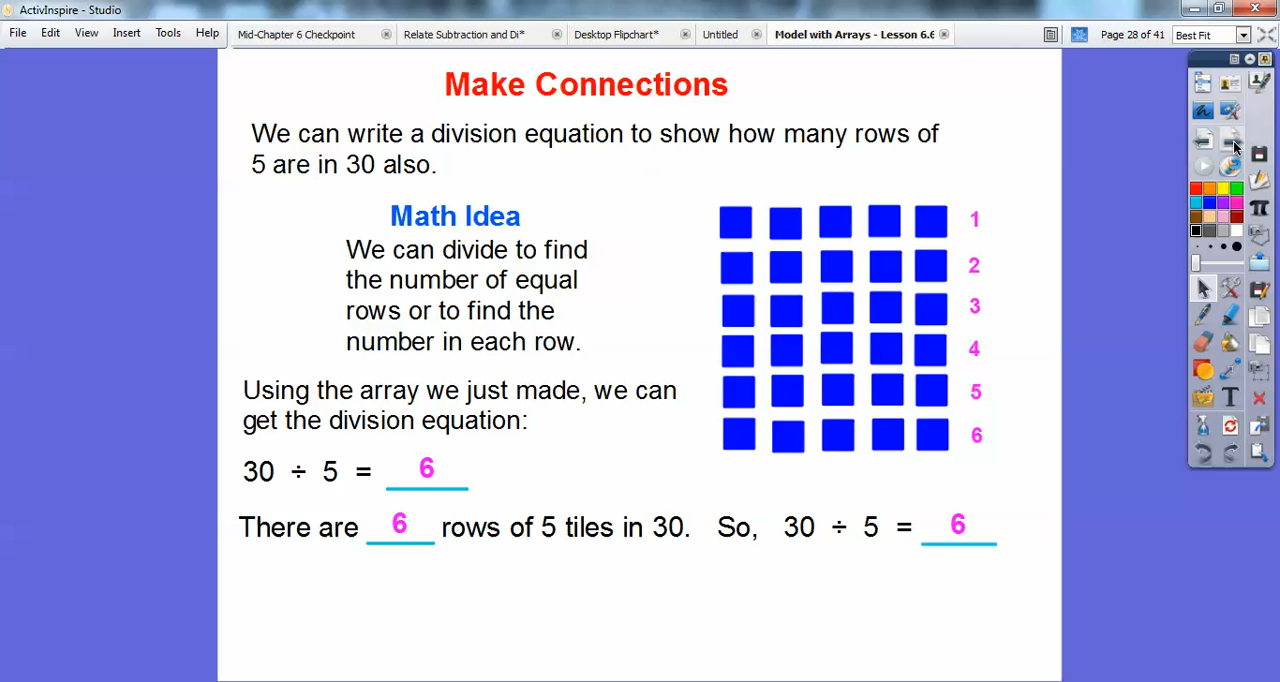 ActivInspire - Studio
File Edit View Insert Tools Help Mid-Chapter 6 Checkpoint Relate Subtraction and Di* Desktop Flipchart* Untitled Model with Arrays - Lesson 6.6 Page 28 of 41 Best Fit
Make Connections
We can write a division equation to show how many rows of
5 are in 30 also.
Math Idea
We can divide to find
the number of equal
rows or to find the
number in each row.
1
2
3
4
5
6
Using the array we just made, we can
get the division equation:
30 ÷ 5 = 6
There are 6 rows of 5 tiles in 30. So, 30 ÷ 5 = 6